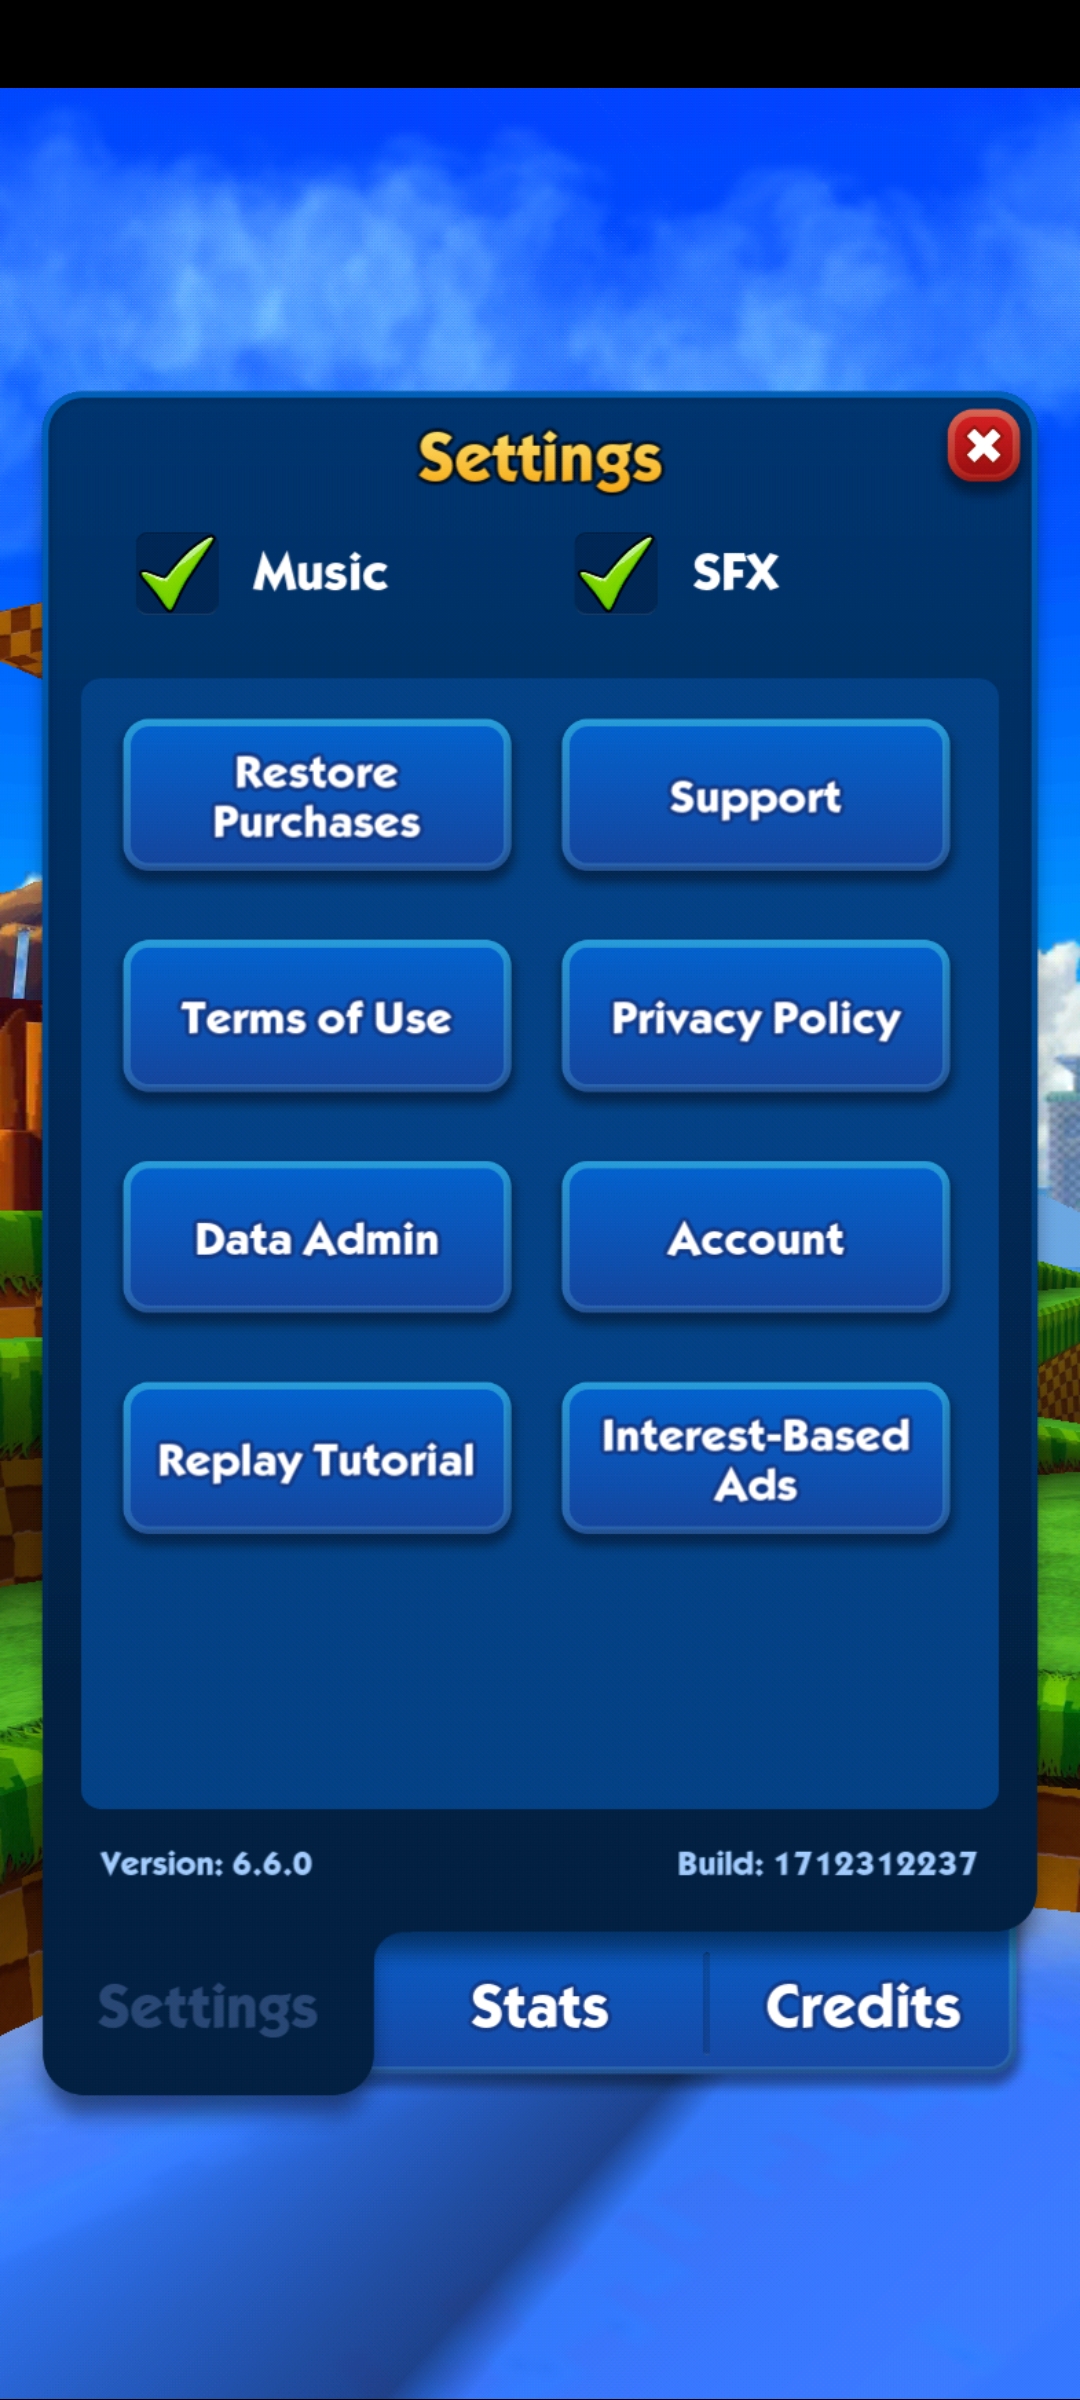 Settings
Music
SFX
Restore
Purchases
Support
Terms of Use
Privacy Policy
Data Admin
Account
Replay Tutorial
Interest-Based
Ads
Version: 6.6.0
Build: 1712312237
Settings
Stats
Credits